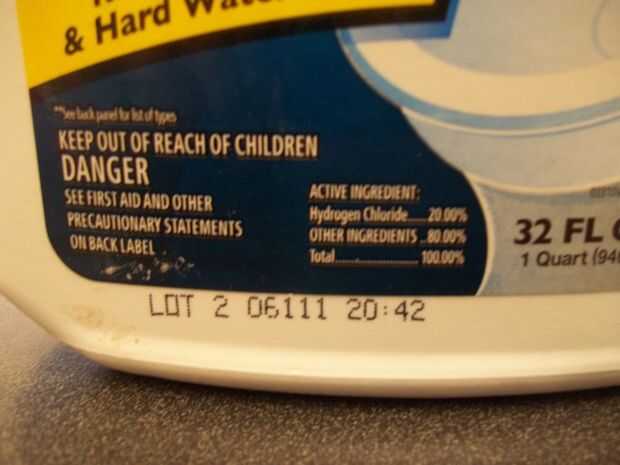 & Hard
**See back panel for list of types
KEEP OUT OF REACH OF CHILDREN
DANGER
SEE FIRST AID AND OTHER
PRECAUTIONARY STATEMENTS
ON BACK LABEL
ACTIVE INGREDIENT:
Hydrogen Chloride 20.00%
OTHER INGREDIENTS 80.00%
Total 100.00%
32 FL
1 Quart (94
LOT 2 06111 20:42